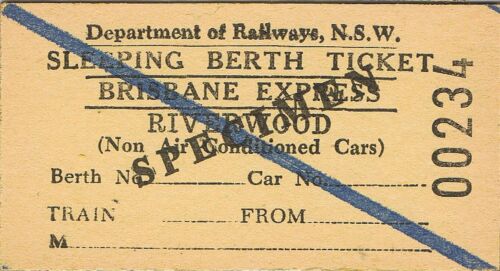 Department of Railways, N.S.W.
SLEEPING BERTH TICKET
BRISBANE EXPRESS
RIVERWOOD
(Non Air Conditioned Cars)
Berth No. Car No.
TRAIN FROM
M
SPECIMEN
00234